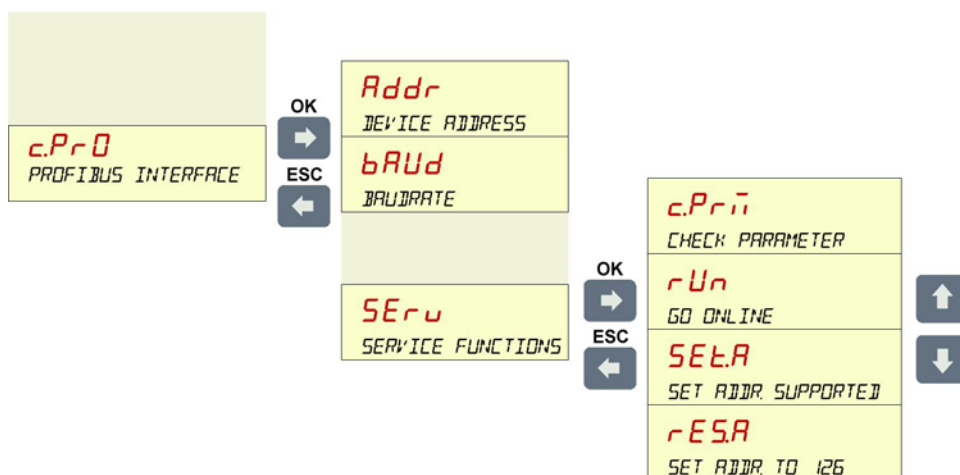 c.Pr0
PROFIBUS INTERFACE
OK
ESC
Addr
DEVICE ADDRESS
bAUd
BAUDRATE
SErv
SERVICE FUNCTIONS
OK
ESC
c.Prm
CHECK PARAMETER
rUn
GO ONLINE
SEt.A
SET ADDR. SUPPORTED
rES.A
SET ADDR. TO 126